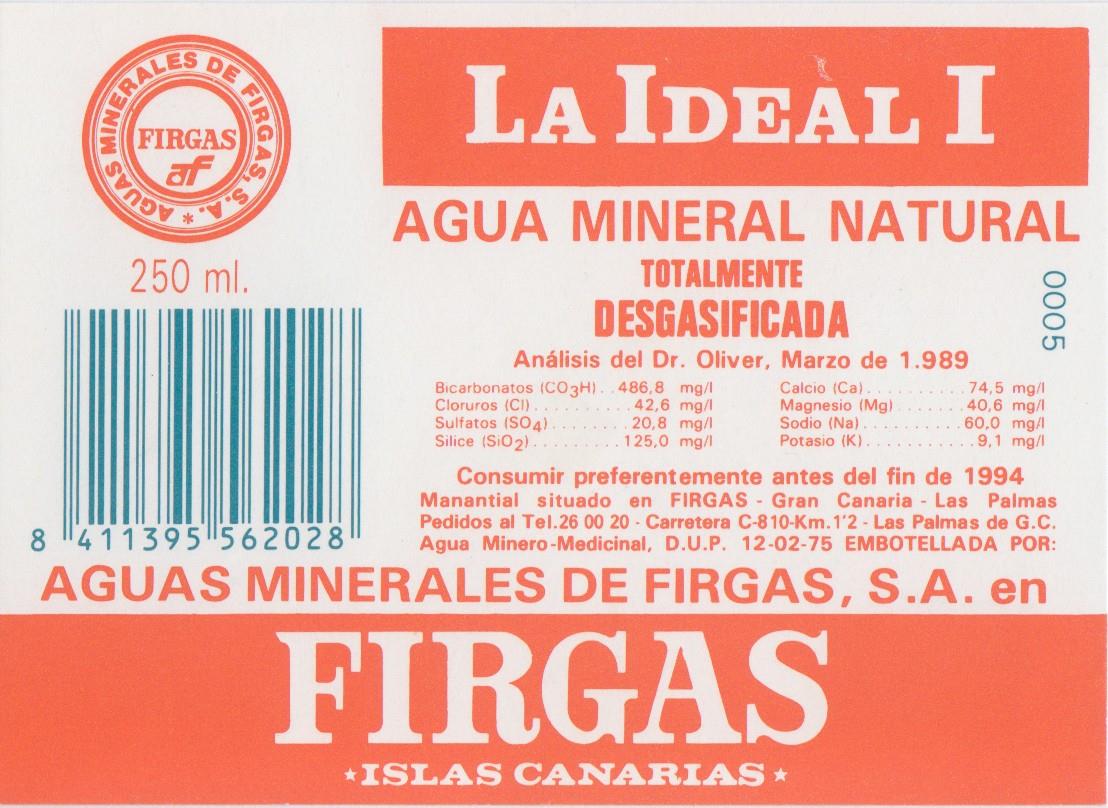 AGUAS MINERALES DE FIRGAS, S.A. *
FIRGAS
af
250 ml.
8 411395 562028
LA IDEAL I
AGUA MINERAL NATURAL
TOTALMENTE
DESGASIFICADA
0005
Análisis del Dr. Oliver, Marzo de 1.989
Bicarbonatos (CO3H) . . 486,8 mg/l
Cloruros (Cl) . . . . . . . . . . 42,6 mg/l
Sulfatos (SO4) . . . . . . . . . 20,8 mg/l
Silice (SiO2) . . . . . . . . . 125,0 mg/l
Calcio (Ca) . . . . . . . . . . 74,5 mg/l
Magnesio (Mg) . . . . . . . 40,6 mg/l
Sodio (Na) . . . . . . . . . . 60,0 mg/l
Potasio (K) . . . . . . . . . . . 9,1 mg/l
Consumir preferentemente antes del fin de 1994
Manantial situado en FIRGAS - Gran Canaria - Las Palmas
Pedidos al Tel. 26 00 20 - Carretera C-810-Km. 1'2 - Las Palmas de G.C.
Agua Minero-Medicinal, D.U.P. 12-02-75 EMBOTELLADA POR:
AGUAS MINERALES DE FIRGAS, S.A. en
FIRGAS
★ISLAS CANARIAS★